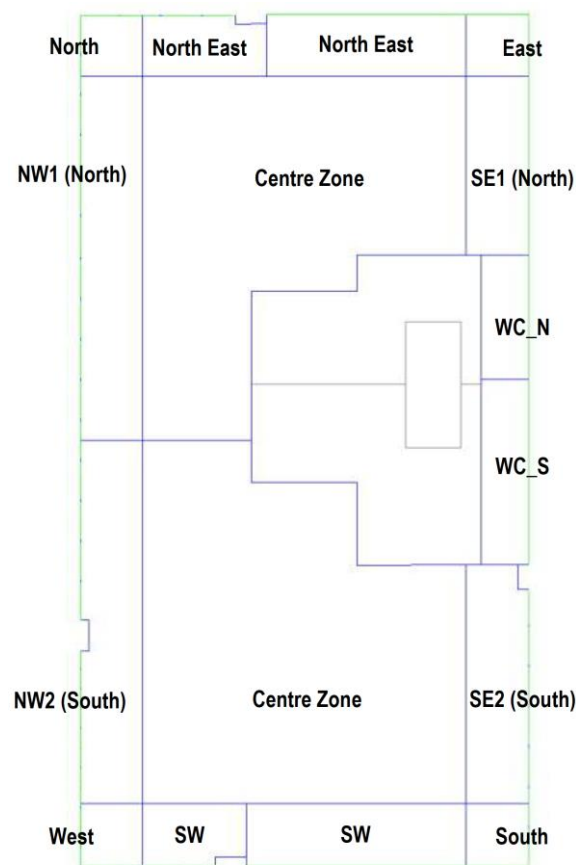 North
North East
North East
East
NW1 (North)
Centre Zone
SE1 (North)
WC_N
WC_S
NW2 (South)
Centre Zone
SE2 (South)
West
SW
SW
South